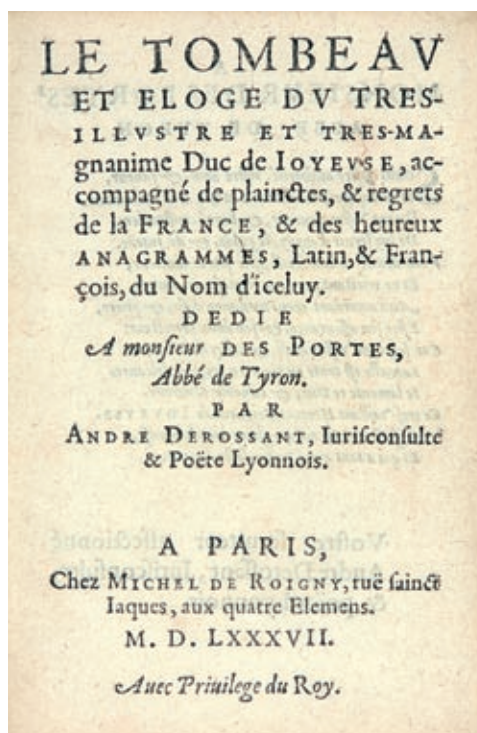 LE TOMBEAV
ET ELOGE DV TRES-
ILLVSTRE ET TRES-MA-
gnanime Duc de IOYEVSE, ac-
compagné de plainctes, & regrets
de la FRANCE, & des heureux
ANAGRAMMES, Latin, & Fran-
çois, du Nom d'iceluy.
DEDIE
A monſieur DES PORTES,
Abbé de Tyron.
PAR
ANDRE DEROSSANT, Iuriſconſulte
& Poëte Lyonnois.
A PARIS,
Chez MICHEL DE ROIGNY, ruë ſainct
Iaques, aux quatre Elemens.
M. D. LXXXVII.
Auec Priuilege du Roy.